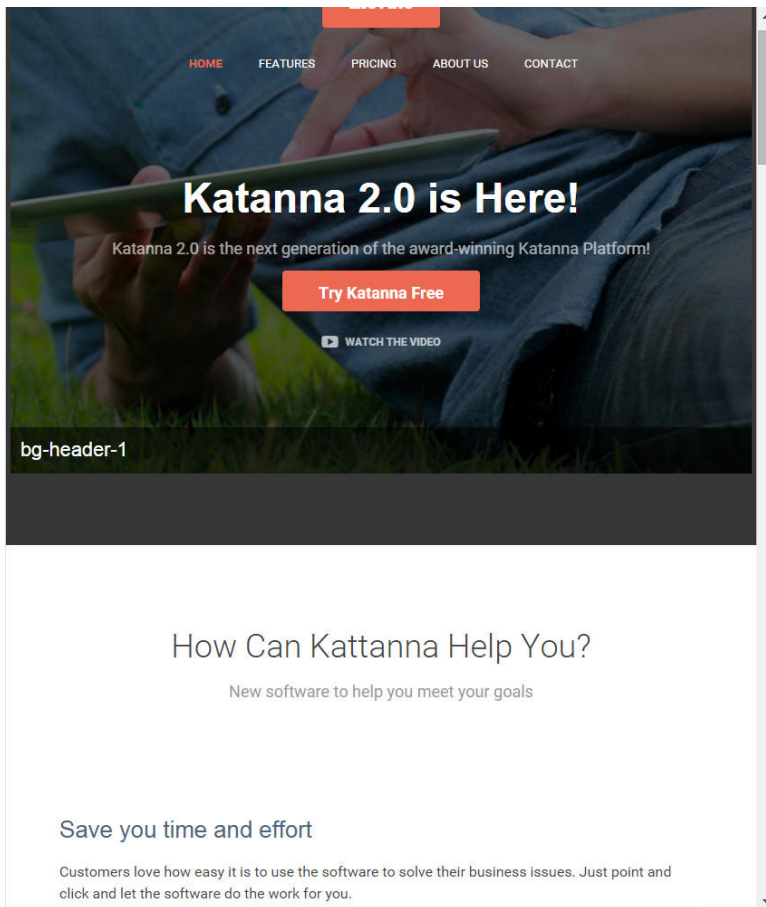 HOME FEATURES PRICING ABOUT US CONTACT
Katanna 2.0 is Here!
Katanna 2.0 is the next generation of the award-winning Katanna Platform!
Try Katanna Free
WATCH THE VIDEO
bg-header-1
How Can Kattanna Help You?
New software to help you meet your goals
Save you time and effort
Customers love how easy it is to use the software to solve their business issues. Just point and
click and let the software do the work for you.